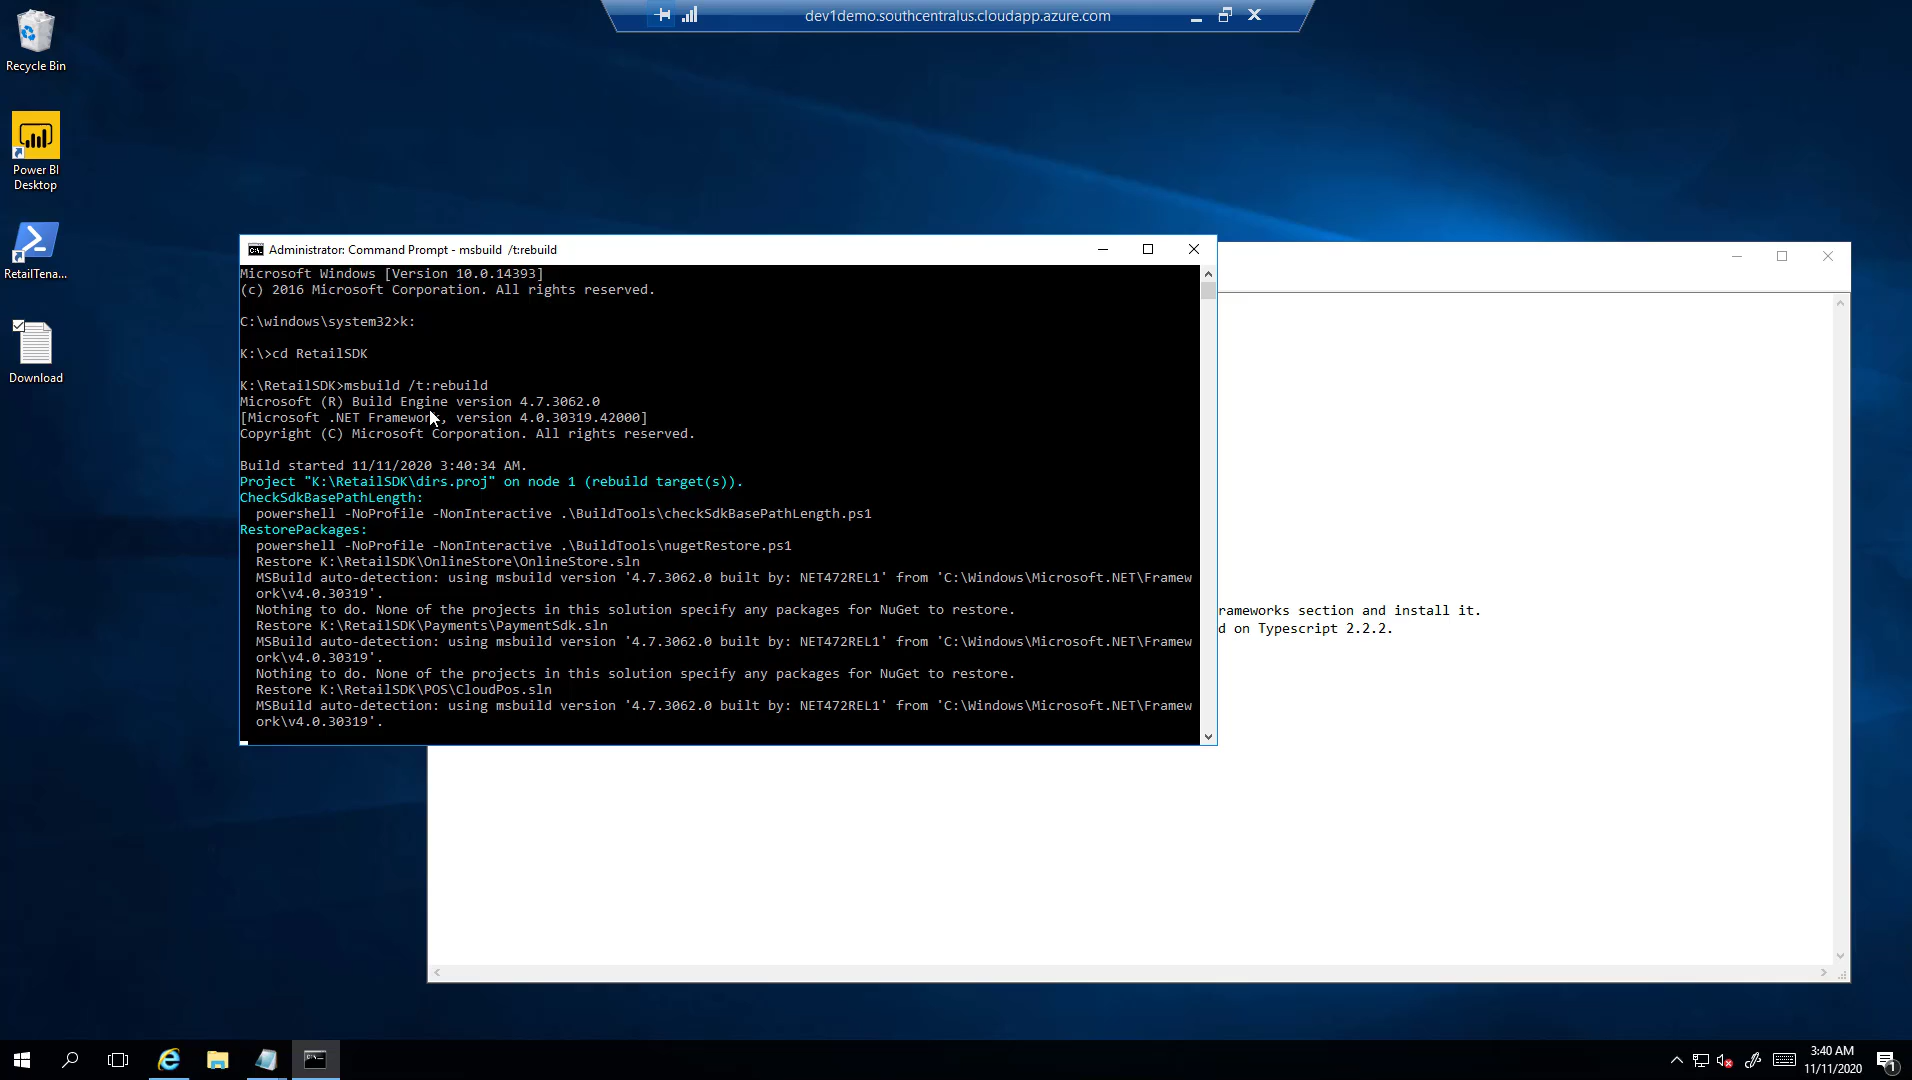 dev1demo.southcentralus.cloudapp.azure.com
Recycle Bin
Power BI
Desktop
RetailTena...
Download
Administrator: Command Prompt - msbuild  /t:rebuild
Microsoft Windows [Version 10.0.14393]
(c) 2016 Microsoft Corporation. All rights reserved.
C:\windows\system32>k:
K:\>cd RetailSDK
K:\RetailSDK>msbuild /t:rebuild
Microsoft (R) Build Engine version 4.7.3062.0
[Microsoft .NET Framework, version 4.0.30319.42000]
Copyright (C) Microsoft Corporation. All rights reserved.
Build started 11/11/2020 3:40:34 AM.
Project "K:\RetailSDK\dirs.proj" on node 1 (rebuild target(s)).
CheckSdkBasePathLength:
powershell -NoProfile -NonInteractive .\BuildTools\checkSdkBasePathLength.ps1
RestorePackages:
powershell -NoProfile -NonInteractive .\BuildTools\nugetRestore.ps1
Restore K:\RetailSDK\OnlineStore\OnlineStore.sln
MSBuild auto-detection: using msbuild version '4.7.3062.0 built by: NET472REL1' from 'C:\Windows\Microsoft.NET\Framew
ork\v4.0.30319'.
Nothing to do. None of the projects in this solution specify any packages for NuGet to restore.
Restore K:\RetailSDK\Payments\PaymentSdk.sln
MSBuild auto-detection: using msbuild version '4.7.3062.0 built by: NET472REL1' from 'C:\Windows\Microsoft.NET\Framew
ork\v4.0.30319'.
Nothing to do. None of the projects in this solution specify any packages for NuGet to restore.
Restore K:\RetailSDK\POS\CloudPos.sln
MSBuild auto-detection: using msbuild version '4.7.3062.0 built by: NET472REL1' from 'C:\Windows\Microsoft.NET\Framew
ork\v4.0.30319'.
rameworks section and install it.
d on Typescript 2.2.2.
3:40 AM
11/11/2020
1